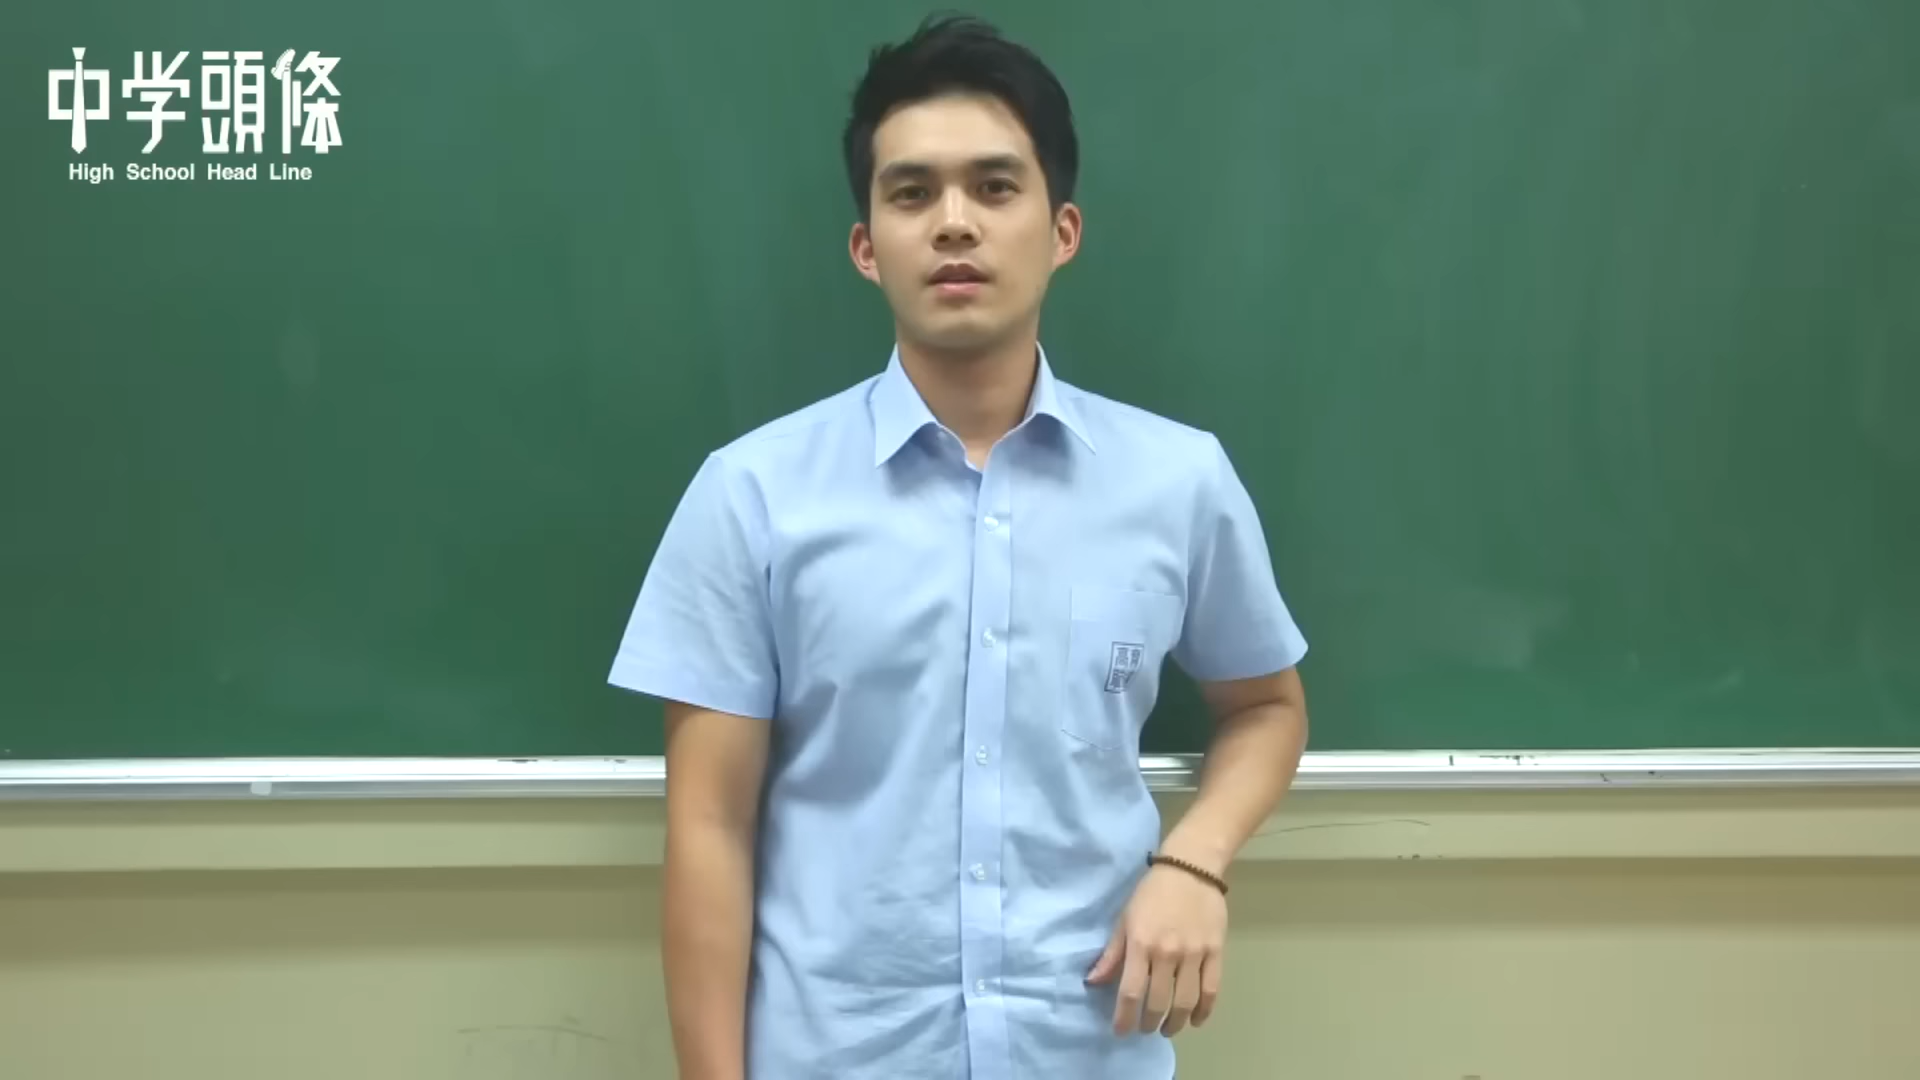 中学頭條
High School Head Line